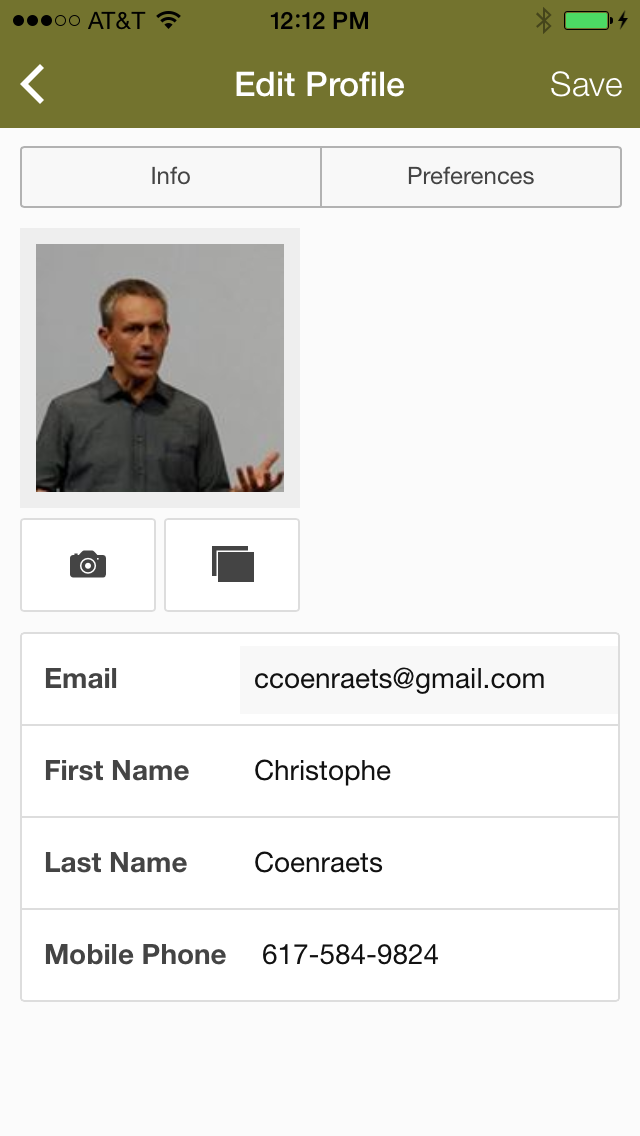 AT&T 12:12 PM
Edit Profile Save
Info Preferences
Email ccoenraets@gmail.com
First Name Christophe
Last Name Coenraets
Mobile Phone 617-584-9824